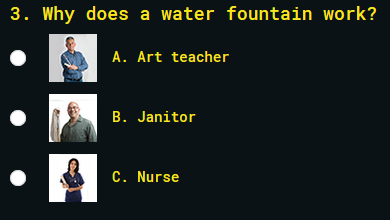 3. Why does a water fountain work?
A. Art teacher
B. Janitor
C. Nurse